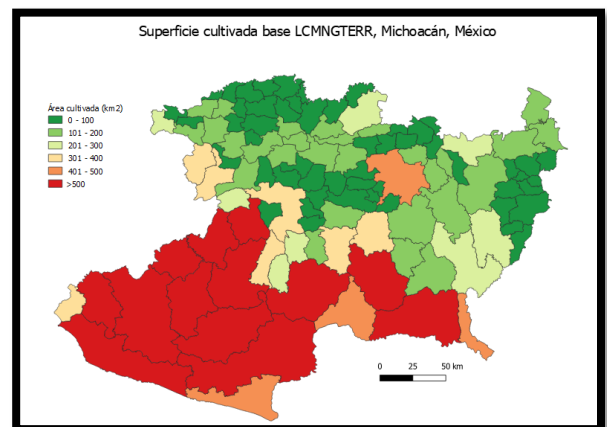 Superficie cultivada base LCMNGTERR, Michoacán, México
Área cultivada (km2)
0 - 100
101 - 200
201 - 300
301 - 400
401 - 500
>500
0 25 50 km